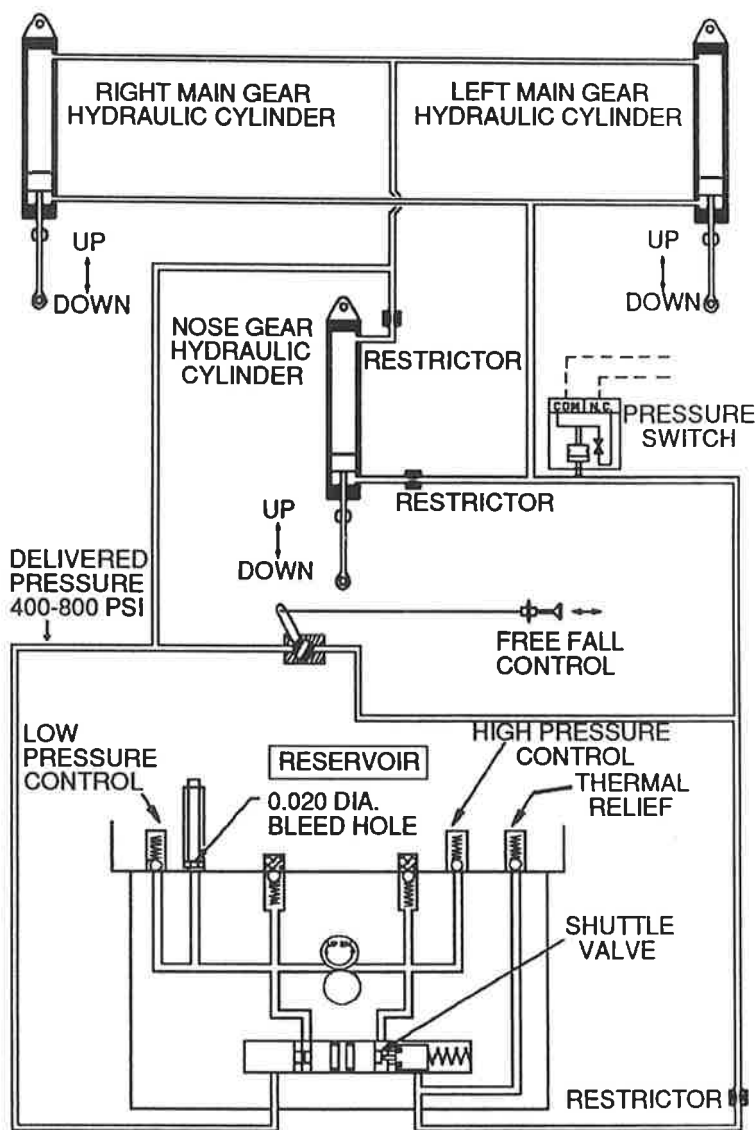 RIGHT MAIN GEAR
HYDRAULIC CYLINDER
LEFT MAIN GEAR
HYDRAULIC CYLINDER
UP
DOWN
UP
DOWN
NOSE GEAR
HYDRAULIC
CYLINDER
RESTRICTOR
COM N.C.
PRESSURE
SWITCH
RESTRICTOR
UP
DOWN
DELIVERED
PRESSURE
400-800 PSI
FREE FALL
CONTROL
LOW
PRESSURE
CONTROL
RESERVOIR
HIGH PRESSURE
CONTROL
0.020 DIA.
BLEED HOLE
THERMAL
RELIEF
SHUTTLE
VALVE
RESTRICTOR